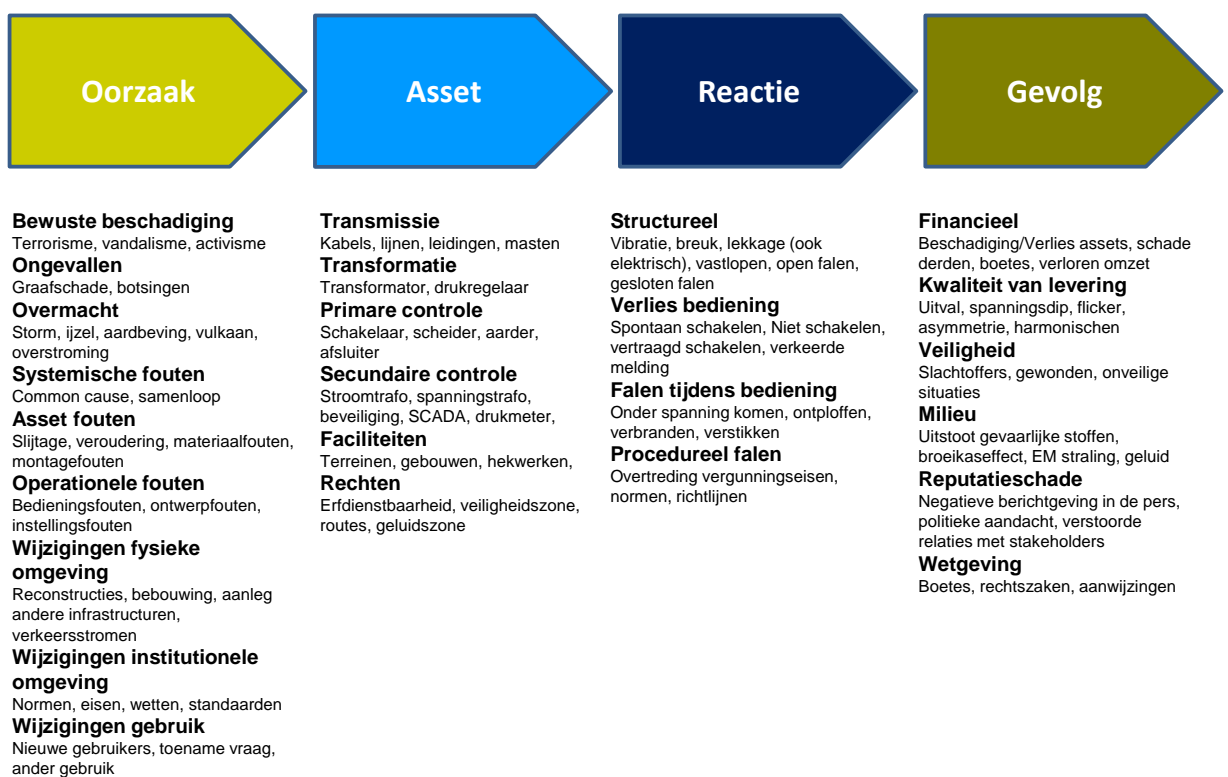 Oorzaak
Asset
Reactie
Gevolg
Bewuste beschadiging
Terrorisme, vandalisme, activisme
Ongevallen
Graafschade, botsingen
Overmacht
Storm, ijzel, aardbeving, vulkaan,
overstroming
Systemische fouten
Common cause, samenloop
Asset fouten
Slijtage, veroudering, materiaalfouten,
montagefouten
Operationele fouten
Bedieningsfouten, ontwerpfouten,
instellingsfouten
Wijzigingen fysieke
omgeving
Reconstructies, bebouwing, aanleg
andere infrastructuren,
verkeersstromen
Wijzigingen institutionele
omgeving
Normen, eisen, wetten, standaarden
Wijzigingen gebruik
Nieuwe gebruikers, toename vraag,
ander gebruik
Transmissie
Kabels, lijnen, leidingen, masten
Transformatie
Transformator, drukregelaar
Primare controle
Schakelaar, scheider, aarder,
afsluiter
Secundaire controle
Stroomtrafo, spanningstrafo,
beveiliging, SCADA, drukmeter,
Faciliteiten
Terreinen, gebouwen, hekwerken,
Rechten
Erfdienstbaarheid, veiligheidszone,
routes, geluidszone
Structureel
Vibratie, breuk, lekkage (ook
elektrisch), vastlopen, open falen,
gesloten falen
Verlies bediening
Spontaan schakelen, Niet schakelen,
vertraagd schakelen, verkeerde
melding
Falen tijdens bediening
Onder spanning komen, ontploffen,
verbranden, verstikken
Procedureel falen
Overtreding vergunningseisen,
normen, richtlijnen
Financieel
Beschadiging/Verlies assets, schade
derden, boetes, verloren omzet
Kwaliteit van levering
Uitval, spanningsdip, flicker,
asymmetrie, harmonischen
Veiligheid
Slachtoffers, gewonden, onveilige
situaties
Milieu
Uitstoot gevaarlijke stoffen,
broeikaseffect, EM straling, geluid
Reputatieschade
Negatieve berichtgeving in de pers,
politieke aandacht, verstoorde
relaties met stakeholders
Wetgeving
Boetes, rechtszaken, aanwijzingen